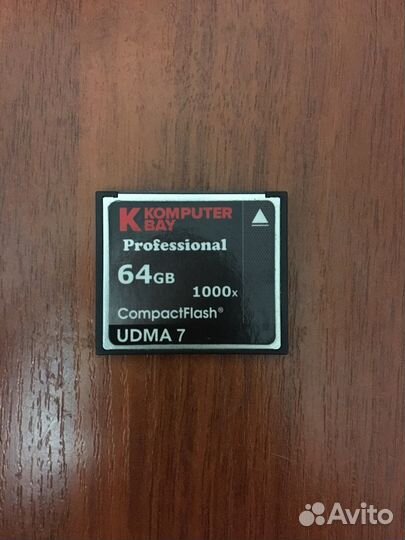 K KOMPUTER
BAY
Professional
64GB
1000x
CompactFlash®
UDMA 7
Avito